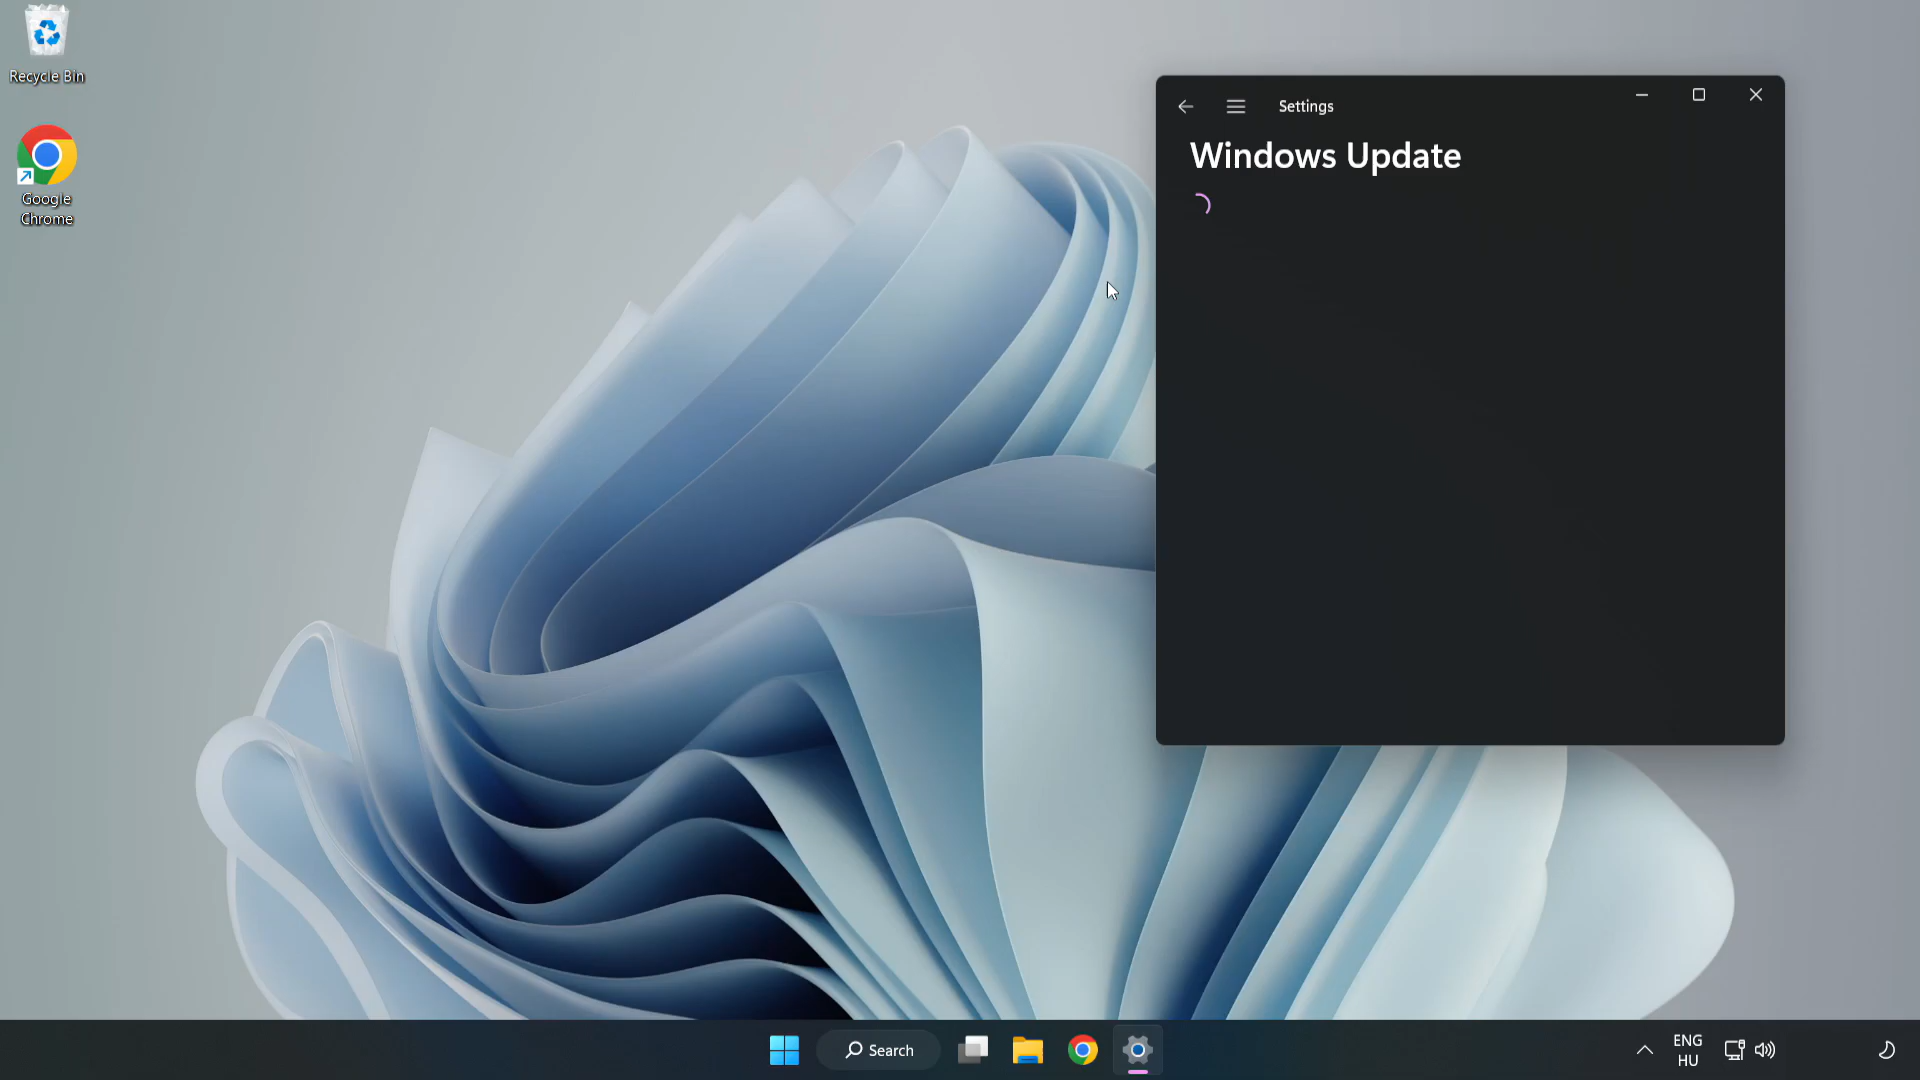 Recycle Bin
Google
Chrome
Settings
Windows Update
Search
ENG
HU